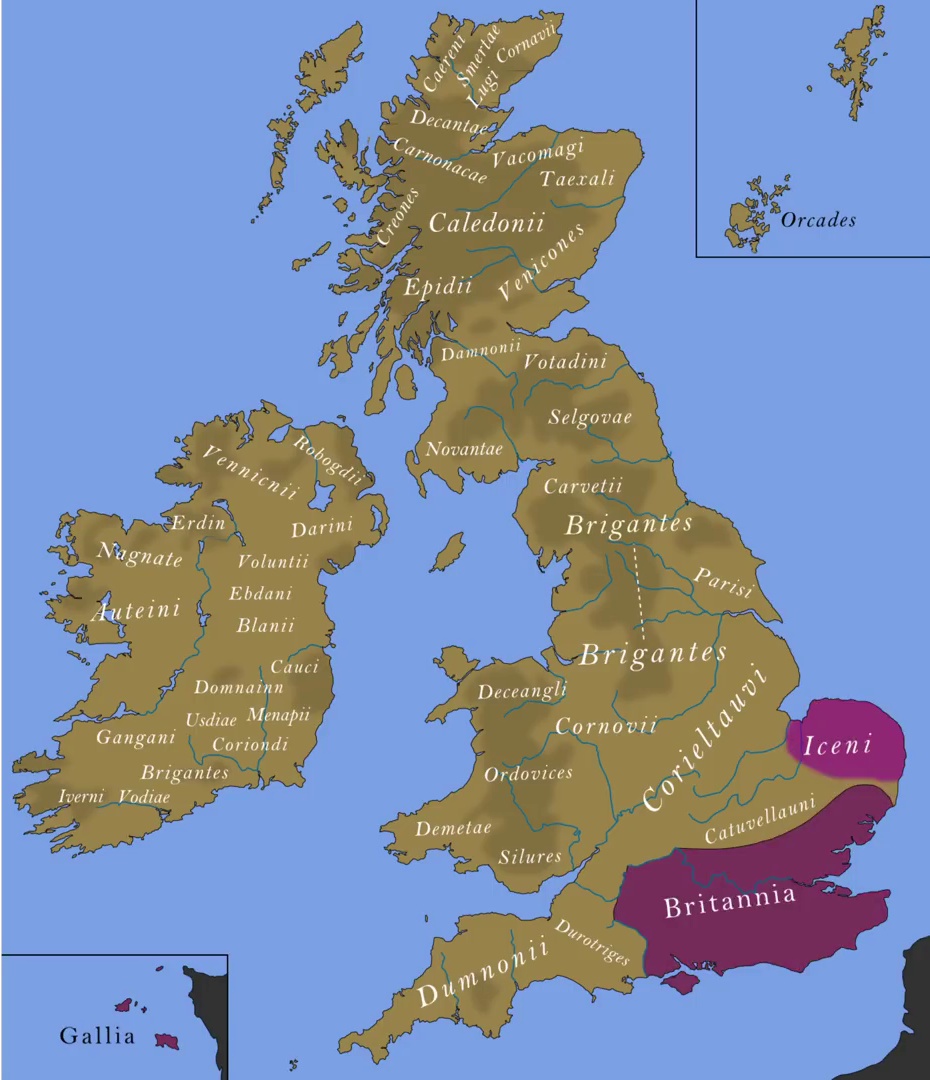 Caereni
Smertae
Cornavii
Lugi
Decantae
Carnonacae
Vacomagi
Taexali
Orcades
Creones
Caledonii
Venicones
Epidii
Damnonii
Votadini
Selgovae
Novantae
Robogdii
Vennicnii
Carvetii
Erdin
Darini
Brigantes
Nagnate
Voluntii
Parisi
Ebdani
Auteini
Blanii
Brigantes
Cauci
Domnainn
Deceangli
Usdiae
Menapii
Cornovii
Corieltauvi
Gangani
Coriondi
Iceni
Brigantes
Ordovices
Iverni
Vodiae
Demetae
Catuvellauni
Silures
Britannia
Durotriges
Dumnonii
Gallia